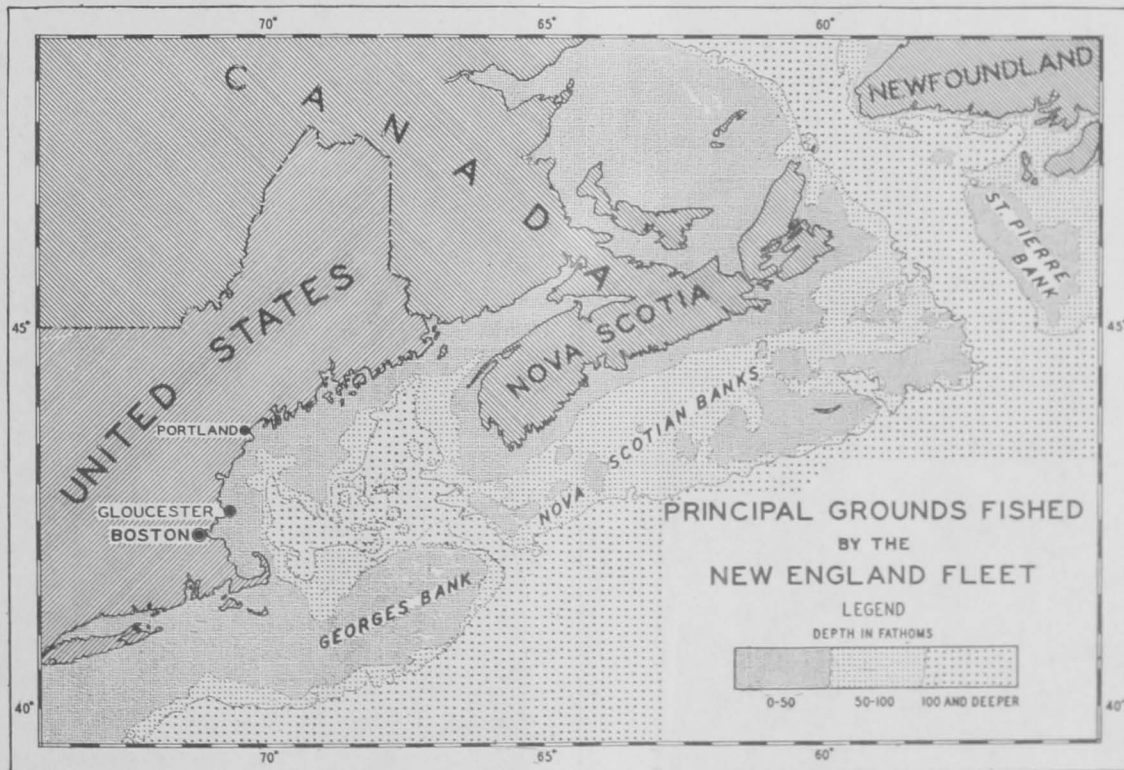 70°
65°
60°
CANADA
NEWFOUNDLAND
ST. PIERRE
BANK
45°
45°
UNITED STATES
NOVA SCOTIA
NOVA SCOTIAN BANKS
PORTLAND
GLOUCESTER
BOSTON
GEORGES BANK
PRINCIPAL GROUNDS FISHED
BY THE
NEW ENGLAND FLEET
LEGEND
DEPTH IN FATHOMS
0-50 50-100 100 AND DEEPER
40°
40°
70°
65°
60°